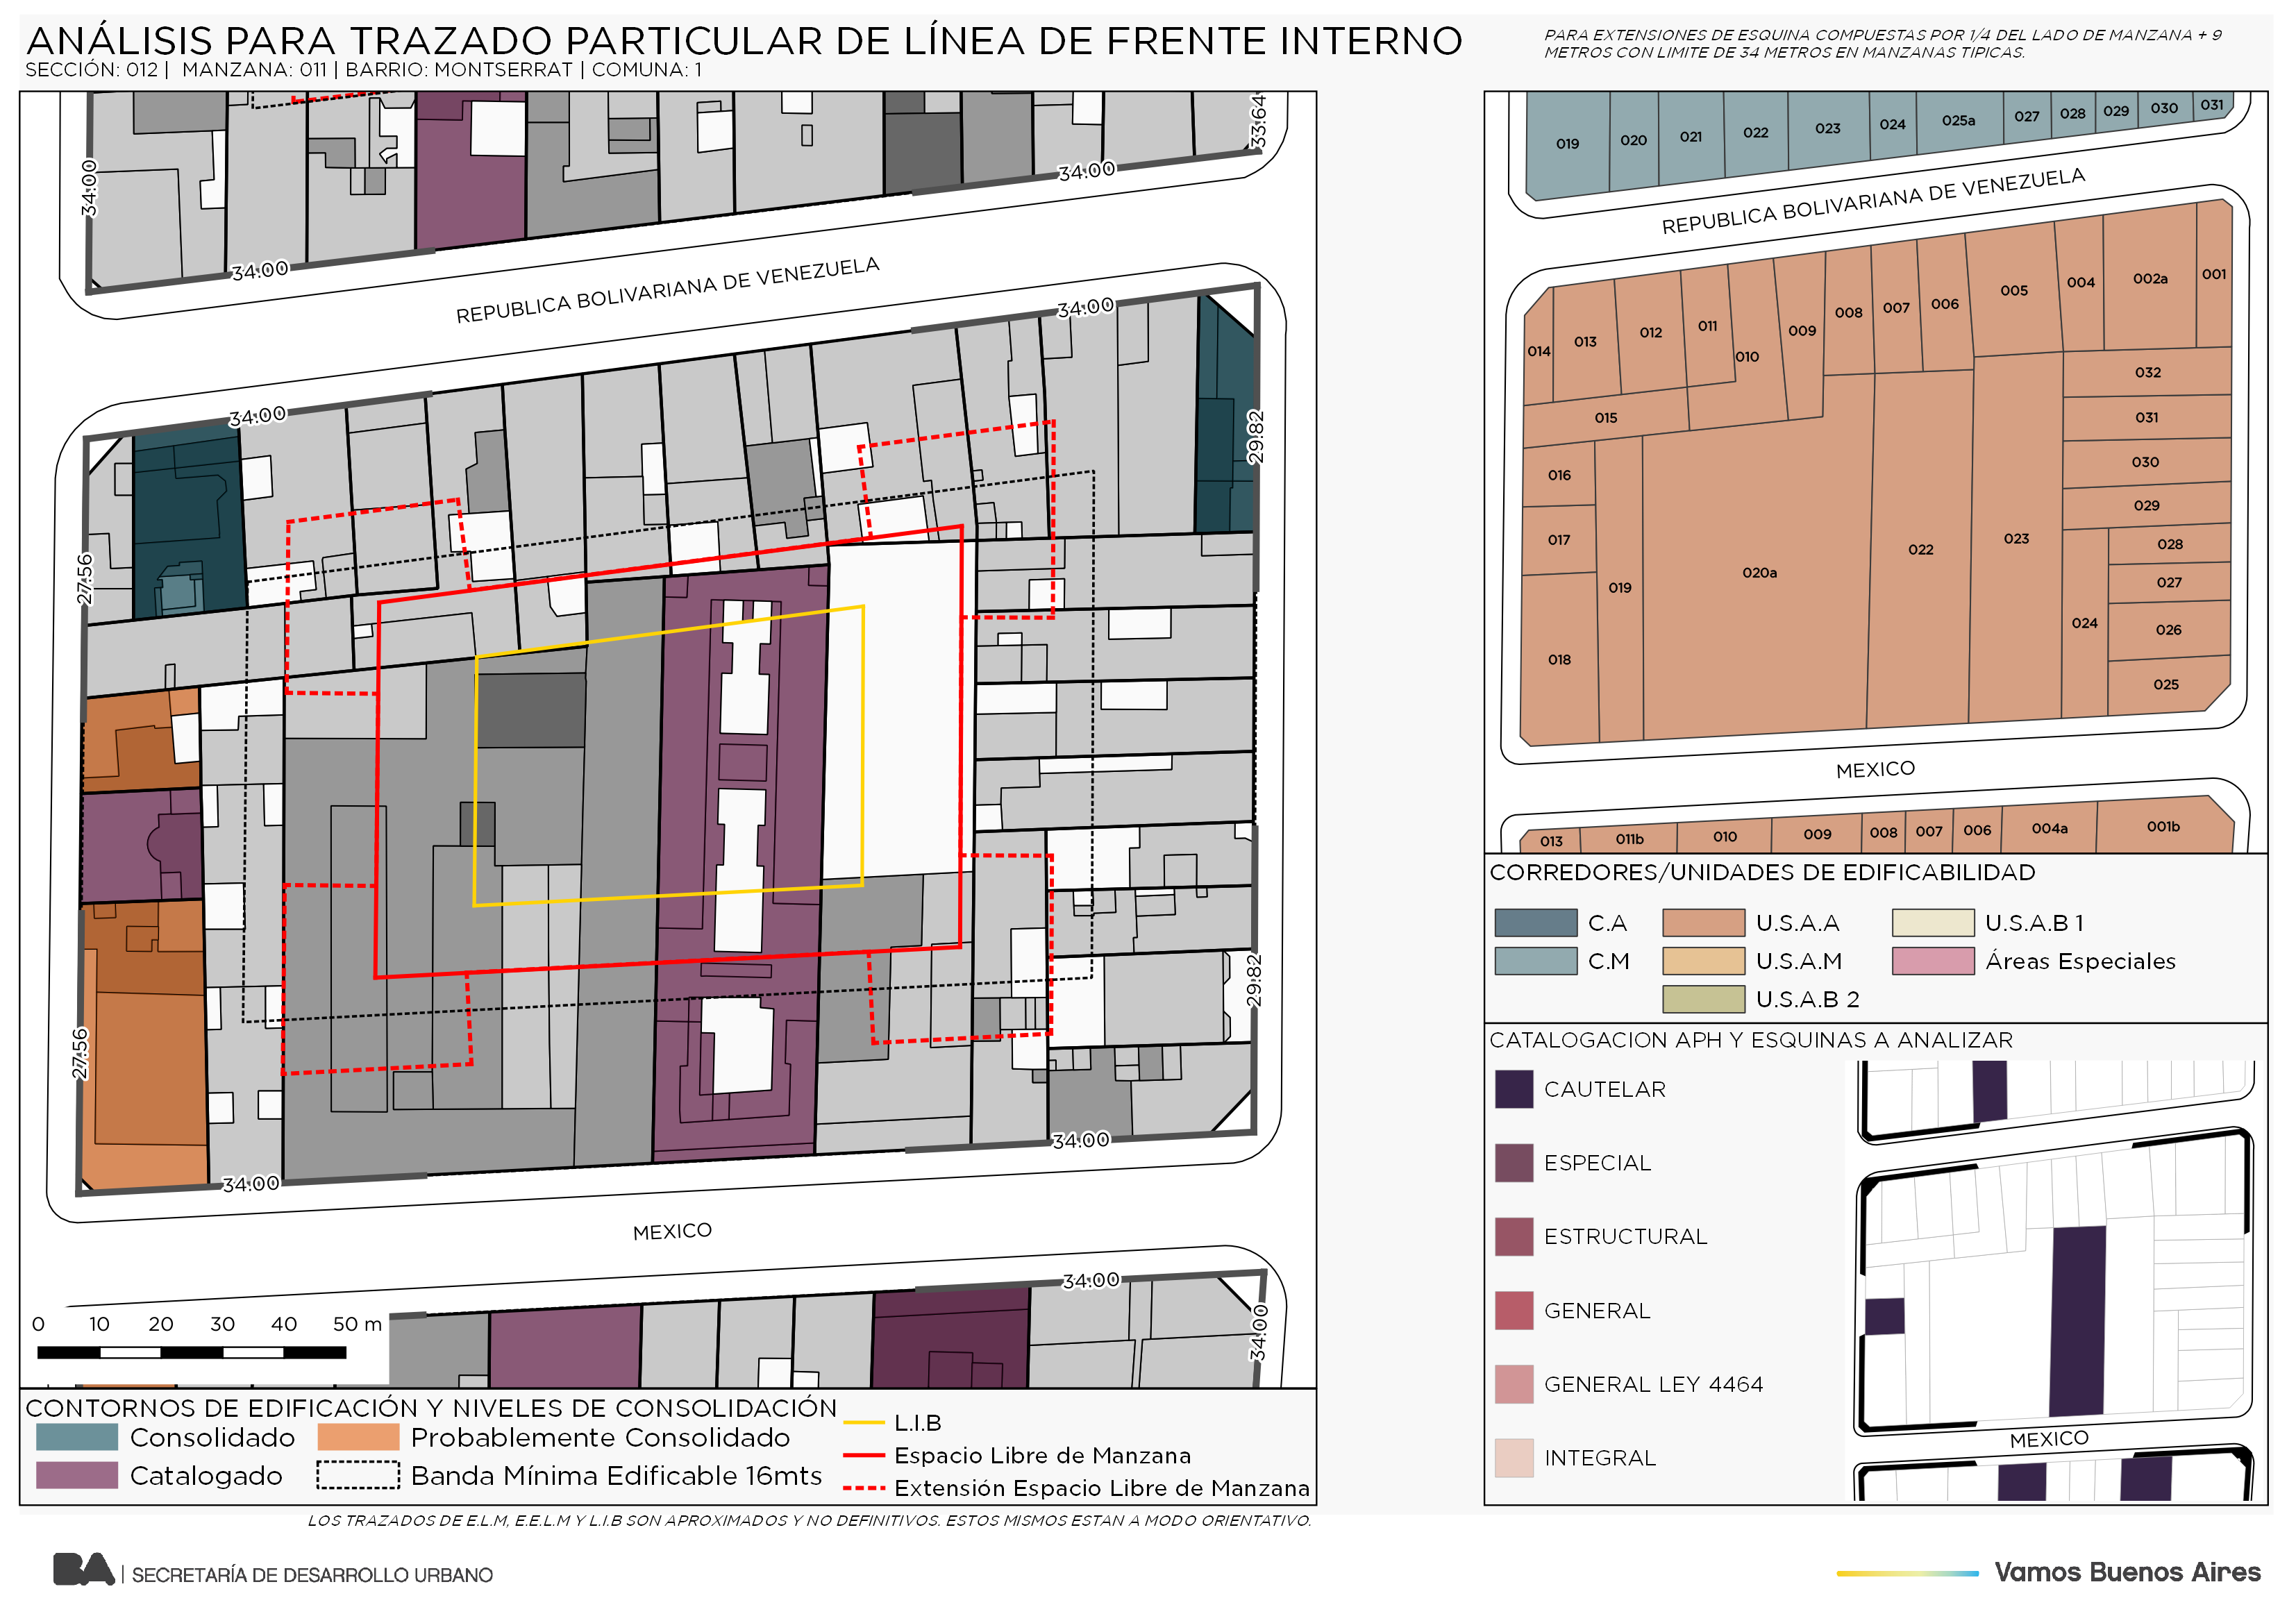 ANÁLISIS PARA TRAZADO PARTICULAR DE LÍNEA DE FRENTE INTERNO
SECCIÓN: 012 | MANZANA: 011 | BARRIO: MONTSERRAT | COMUNA: 1
PARA EXTENSIONES DE ESQUINA COMPUESTAS POR 1/4 DEL LADO DE MANZANA + 9
METROS CON LIMITE DE 34 METROS EN MANZANAS TIPICAS.
34.00
34.00
34.00
33.64
REPUBLICA BOLIVARIANA DE VENEZUELA
34.00
34.00
27.56
29.82
27.56
29.82
34.00
34.00
MEXICO
34.00
34.00
0 10 20 30 40 50 m
CONTORNOS DE EDIFICACIÓN Y NIVELES DE CONSOLIDACIÓN
Consolidado
Probablemente Consolidado
Catalogado
Banda Mínima Edificable 16mts
L.I.B
Espacio Libre de Manzana
Extensión Espacio Libre de Manzana
LOS TRAZADOS DE E.L.M, E.E.L.M Y L.I.B SON APROXIMADOS Y NO DEFINITIVOS. ESTOS MISMOS ESTAN A MODO ORIENTATIVO.
019 020 021 022 023 024 025a 027 028 029 030 031
REPUBLICA BOLIVARIANA DE VENEZUELA
014 013 012 011 010 009 008 007 006 005 004 002a 001
015
032
031
016
030
017
029
019
020a
022
023
028
027
018
024
026
025
MEXICO
013 011b 010 009 008 007 006 004a 001b
CORREDORES/UNIDADES DE EDIFICABILIDAD
C.A
U.S.A.A
U.S.A.B 1
C.M
U.S.A.M
Áreas Especiales
U.S.A.B 2
CATALOGACION APH Y ESQUINAS A ANALIZAR
CAUTELAR
ESPECIAL
ESTRUCTURAL
GENERAL
GENERAL LEY 4464
INTEGRAL
MEXICO
BA | SECRETARÍA DE DESARROLLO URBANO
Vamos Buenos Aires